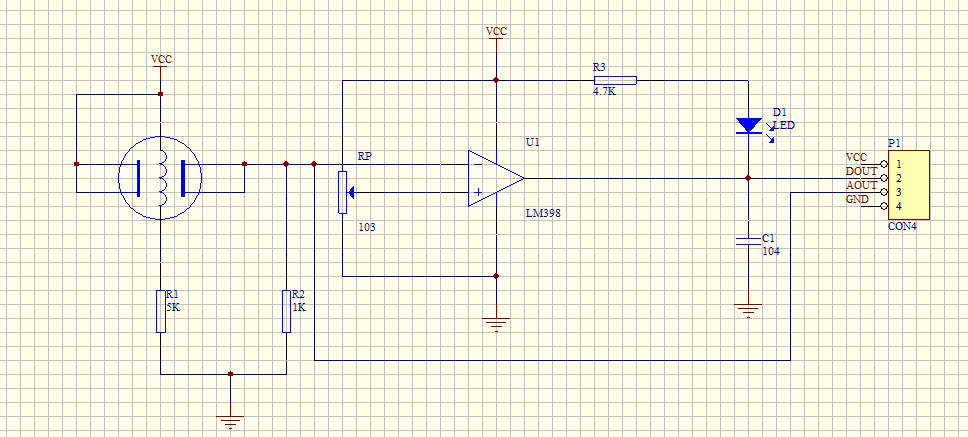 VCC
VCC
R3
4.7K
D1
LED
U1
P1
RP
VCC
1
DOUT
2
AOUT
3
GND
4
LM398
CON4
103
C1
104
R1
5K
R2
1K